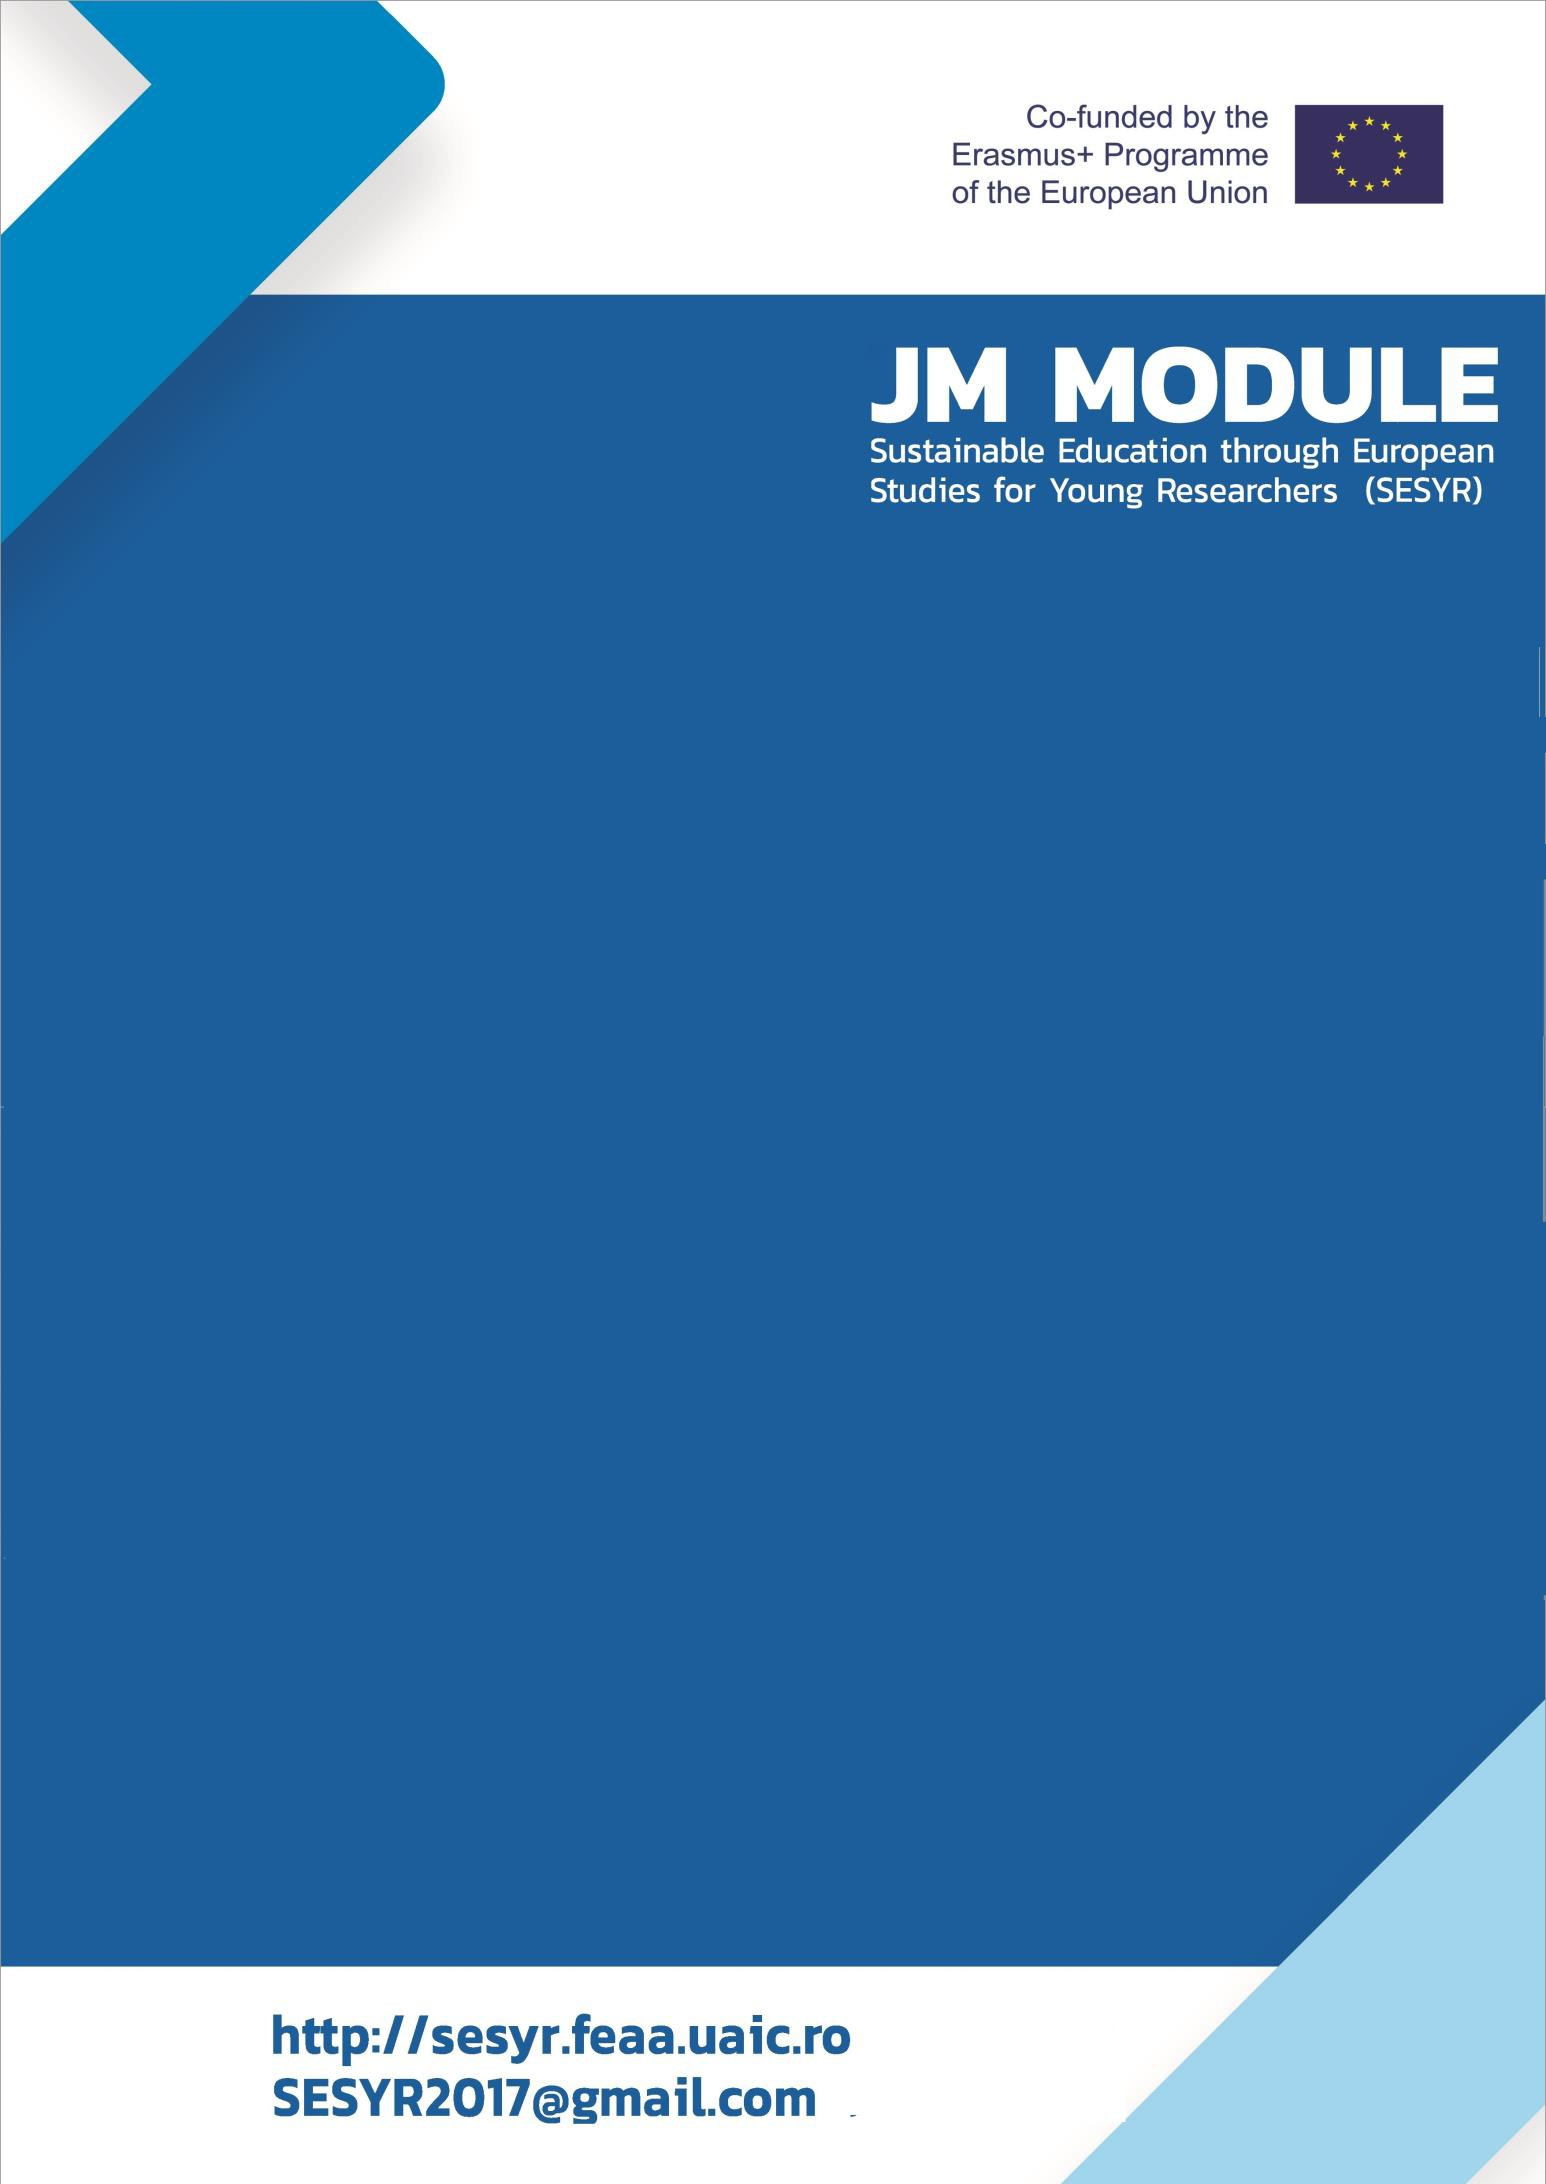 Co-funded by the
Erasmus+ Programme
of the European Union
JM MODULE
Sustainable Education through European
Studies for Young Researchers (SESYR)
http://sesyr.feaa.uaic.ro
SESYR2017@gmail.com